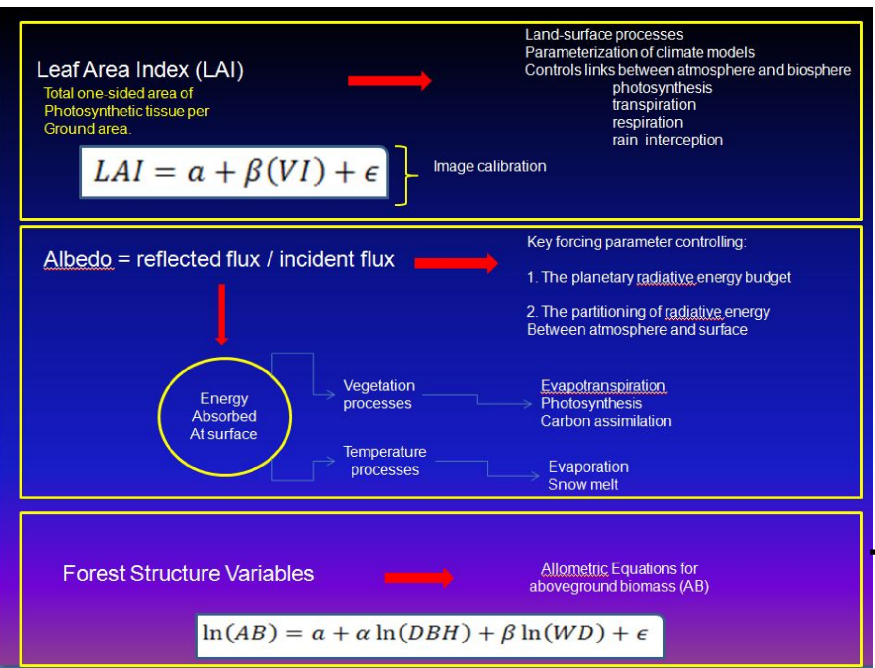 Leaf Area Index (LAI)
Total one-sided area of
Photosynthetic tissue per
Ground area.
LAI = a + β(VI) + ϵ
Image calibration
Land-surface processes
Parameterization of climate models
Controls links between atmosphere and biosphere
photosynthesis
transpiration
respiration
rain interception
Albedo = reflected flux / incident flux
Key forcing parameter controlling:
1. The planetary radiative energy budget
2. The partitioning of radiative energy
Between atmosphere and surface
Energy
Absorbed
At surface
Vegetation
processes
Evapotranspiration
Photosynthesis
Carbon assimilation
Temperature
processes
Evaporation
Snow melt
Forest Structure Variables
Allometric Equations for
aboveground biomass (AB)
ln(AB) = a + α ln(DBH) + β ln(WD) + ϵ